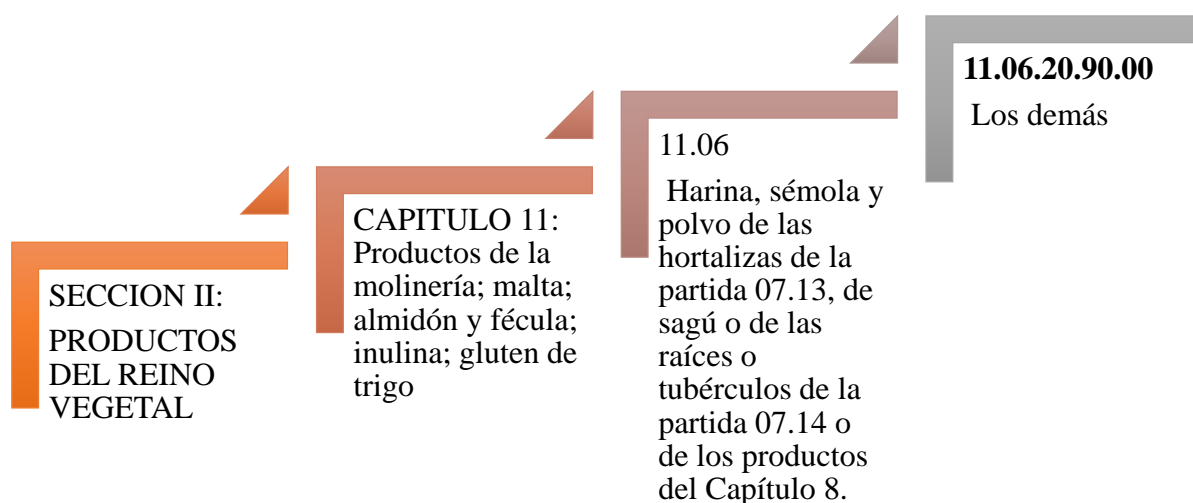 SECCION II:
PRODUCTOS
DEL REINO
VEGETAL
CAPITULO 11:
Productos de la
molinería; malta;
almidón y fécula;
inulina; gluten de
trigo
11.06
Harina, sémola y
polvo de las
hortalizas de la
partida 07.13, de
sagú o de las
raíces o
tubérculos de la
partida 07.14 o
de los productos
del Capítulo 8.
11.06.20.90.00
Los demás